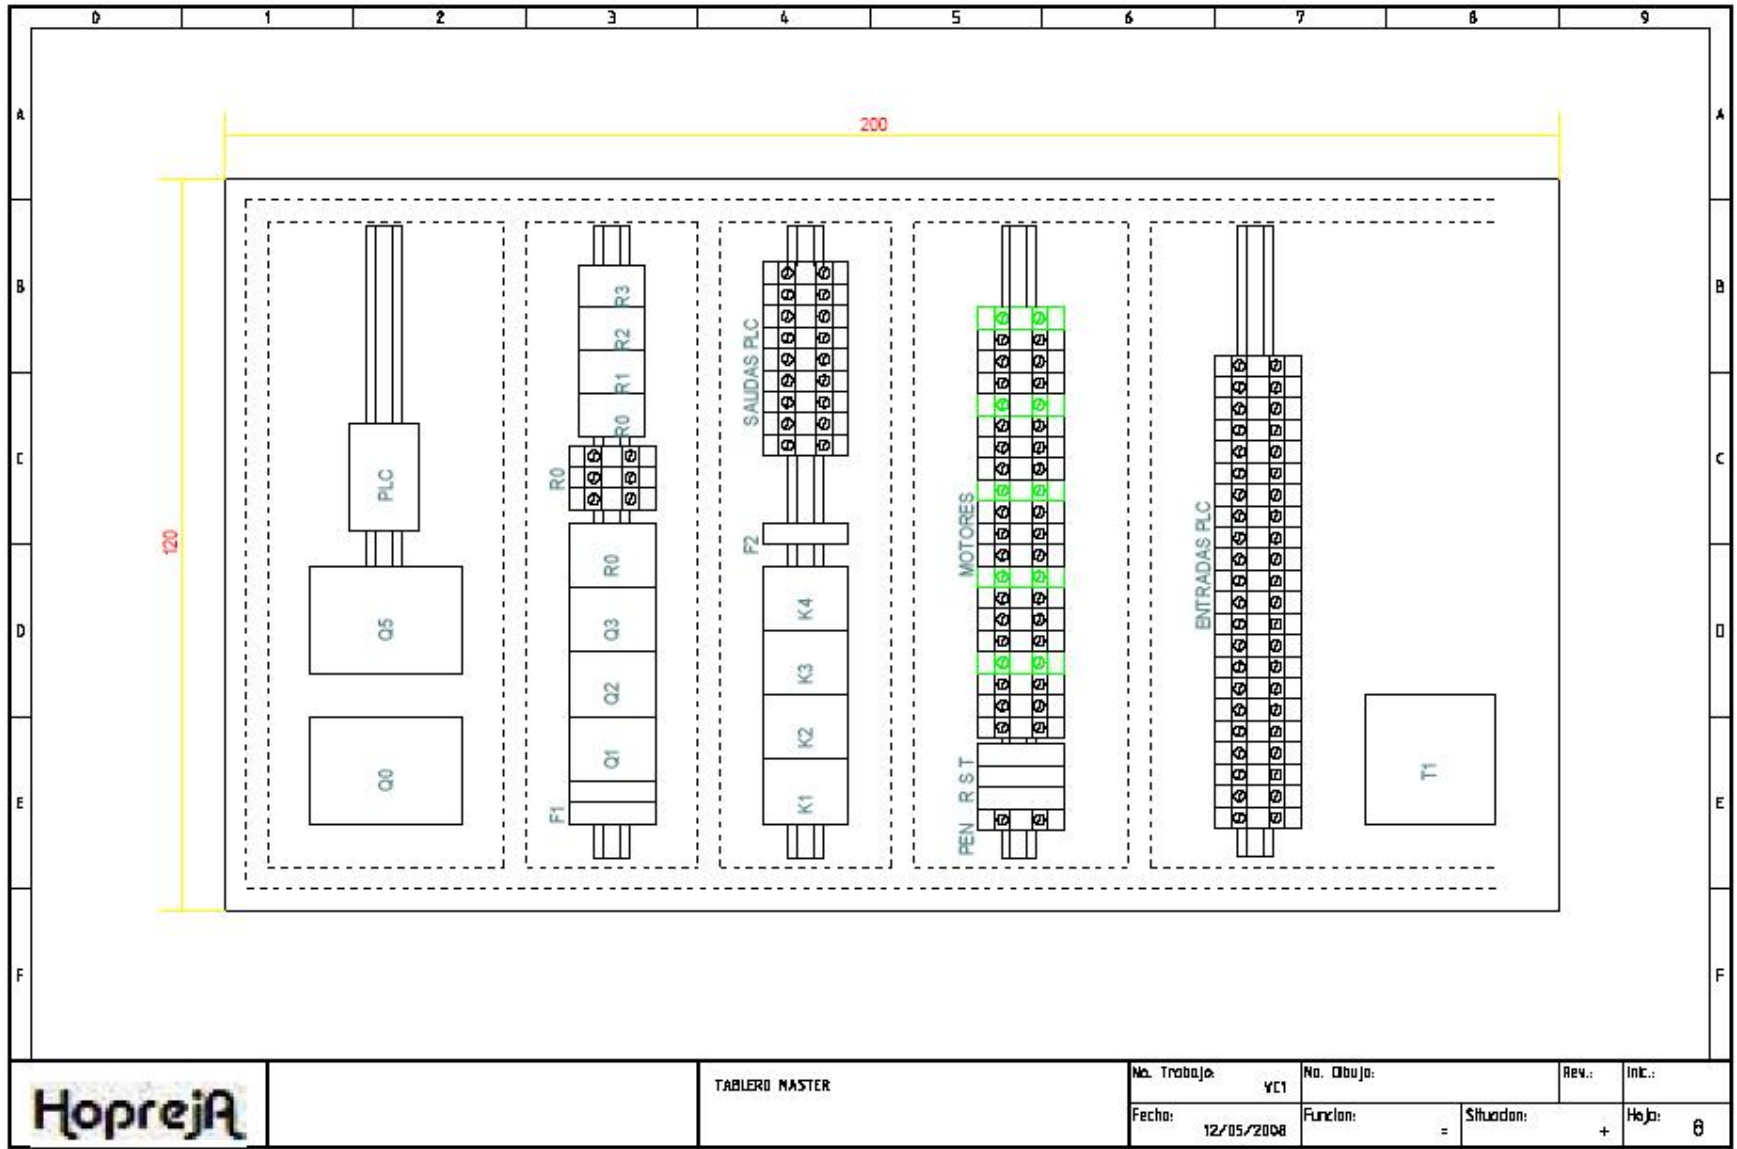 0 1 2 3 4 5 6 7 8 9
A A
B B
C C
D D
E E
F F
200
120
PLC
Q5
Q0
R3
R2
R1
R0
R0
R0
Q3
Q2
Q1
F1
SALIDAS PLC
F2
K4
K3
K2
K1
MOTORES
PEN R S T
ENTRADAS PLC
T1
HoprejA
TABLERO MASTER
No. Trabajo:
VC1
No. Dibujo:
Rev.:
Inic.:
Fecha:
12/05/2008
Funcion:
=
Situacion:
+
Hoja:
8